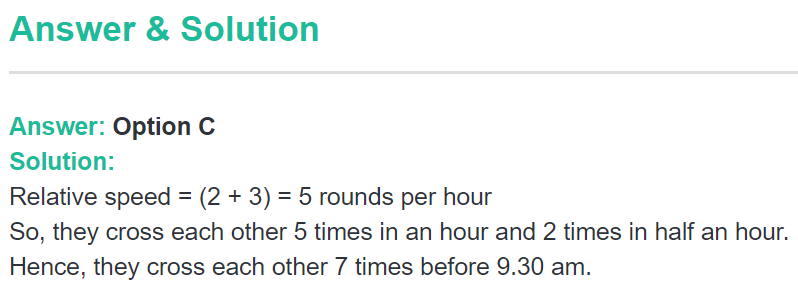 Answer & Solution
Answer: Option C
Solution:
Relative speed = (2 + 3) = 5 rounds per hour
So, they cross each other 5 times in an hour and 2 times in half an hour.
Hence, they cross each other 7 times before 9.30 am.